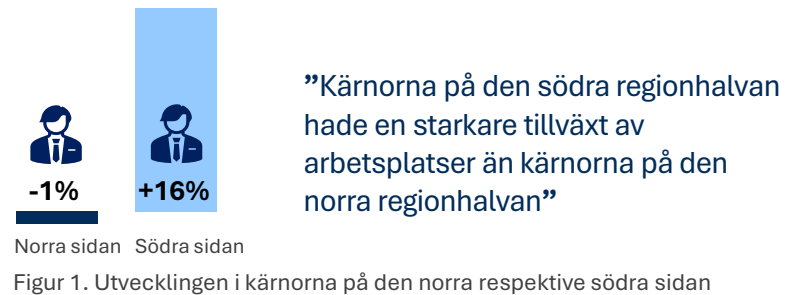 -1%
+16%
Norra sidan
Södra sidan
”Kärnorna på den södra regionhalvan
hade en starkare tillväxt av
arbetsplatser än kärnorna på den
norra regionhalvan”
Figur 1. Utvecklingen i kärnorna på den norra respektive södra sidan